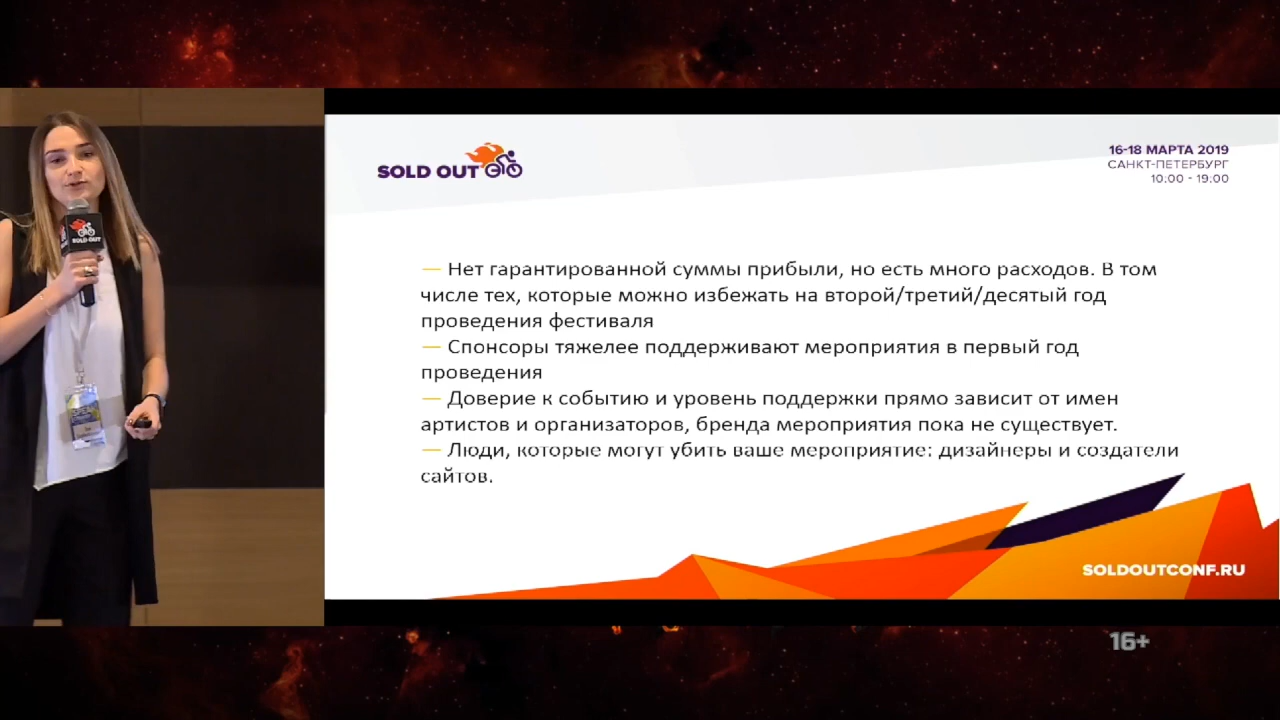 SOLD OUT
16-18 МАРТА 2019
САНКТ-ПЕТЕРБУРГ
10:00 - 19:00
— Нет гарантированной суммы прибыли, но есть много расходов. В том
числе тех, которые можно избежать на второй/третий/десятый год
проведения фестиваля
— Спонсоры тяжелее поддерживают мероприятия в первый год
проведения
— Доверие к событию и уровень поддержки прямо зависит от имен
артистов и организаторов, бренда мероприятия пока не существует.
— Люди, которые могут убить ваше мероприятие: дизайнеры и создатели
сайтов.
SOLDOUTCONF.RU
SOLD OUT
16+